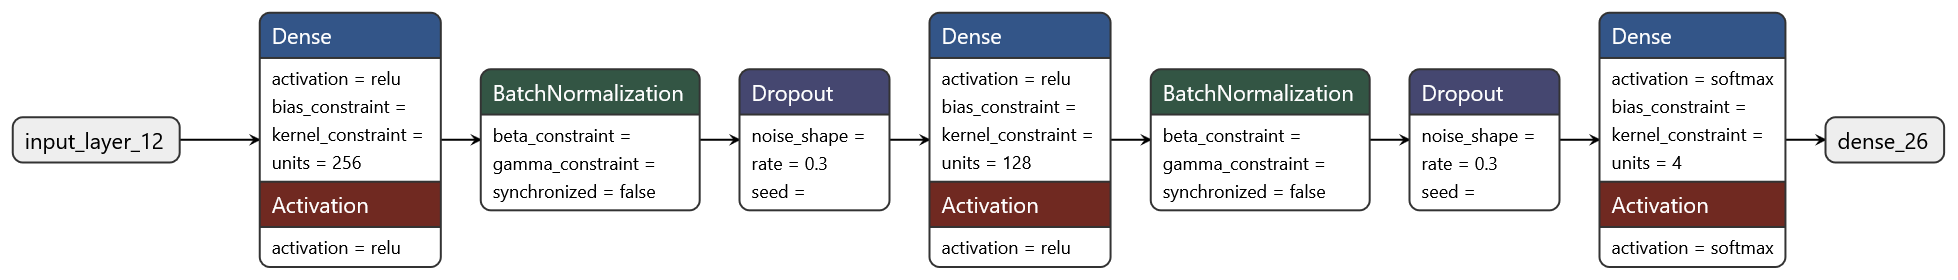 input_layer_12
Dense
activation = relu
bias_constraint =
kernel_constraint =
units = 256
Activation
activation = relu
BatchNormalization
beta_constraint =
gamma_constraint =
synchronized = false
Dropout
noise_shape =
rate = 0.3
seed =
Dense
activation = relu
bias_constraint =
kernel_constraint =
units = 128
Activation
activation = relu
BatchNormalization
beta_constraint =
gamma_constraint =
synchronized = false
Dropout
noise_shape =
rate = 0.3
seed =
Dense
activation = softmax
bias_constraint =
kernel_constraint =
units = 4
Activation
activation = softmax
dense_26